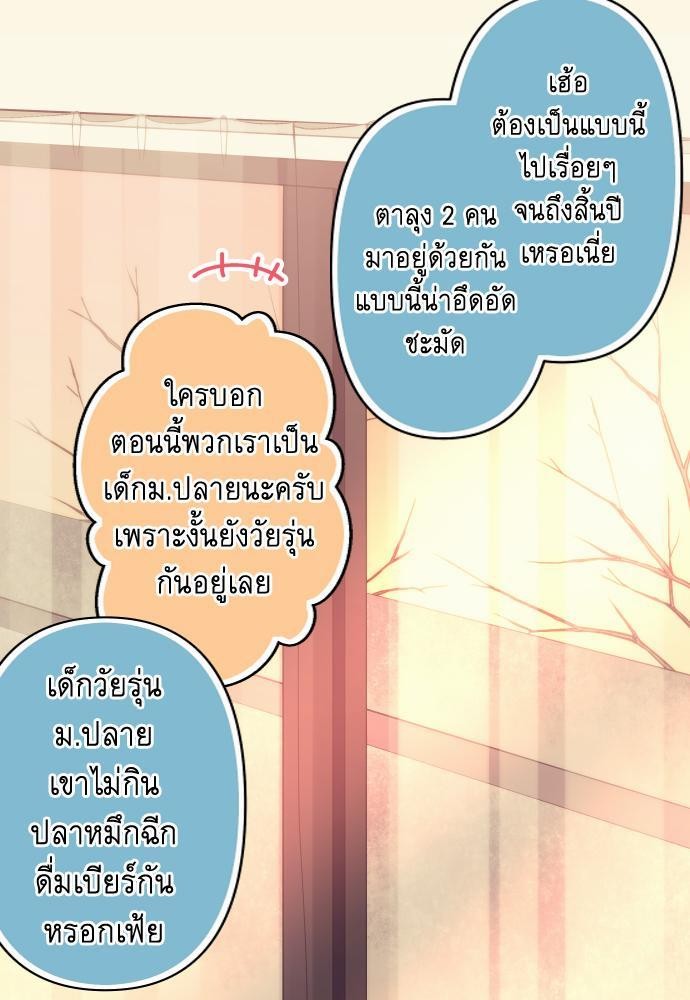 เฮ้อ
ต้องเป็นแบบนี้
ไปเรื่อยๆ
จนถึงสิ้นปี
เหรอเนี่ย
ตาลุง 2 คน
มาอยู่ด้วยกัน
แบบนี้น่าอึดอัด
ชะมัด
ใครบอก
ตอนนี้พวกเราเป็น
เด็กม.ปลายนะครับ
เพราะงั้นยังวัยรุ่น
กันอยู่เลย
เด็กวัยรุ่น
ม.ปลาย
เขาไม่กิน
ปลาหมึกฉีก
ดื่มเบียร์กัน
หรอกเฟ้ย